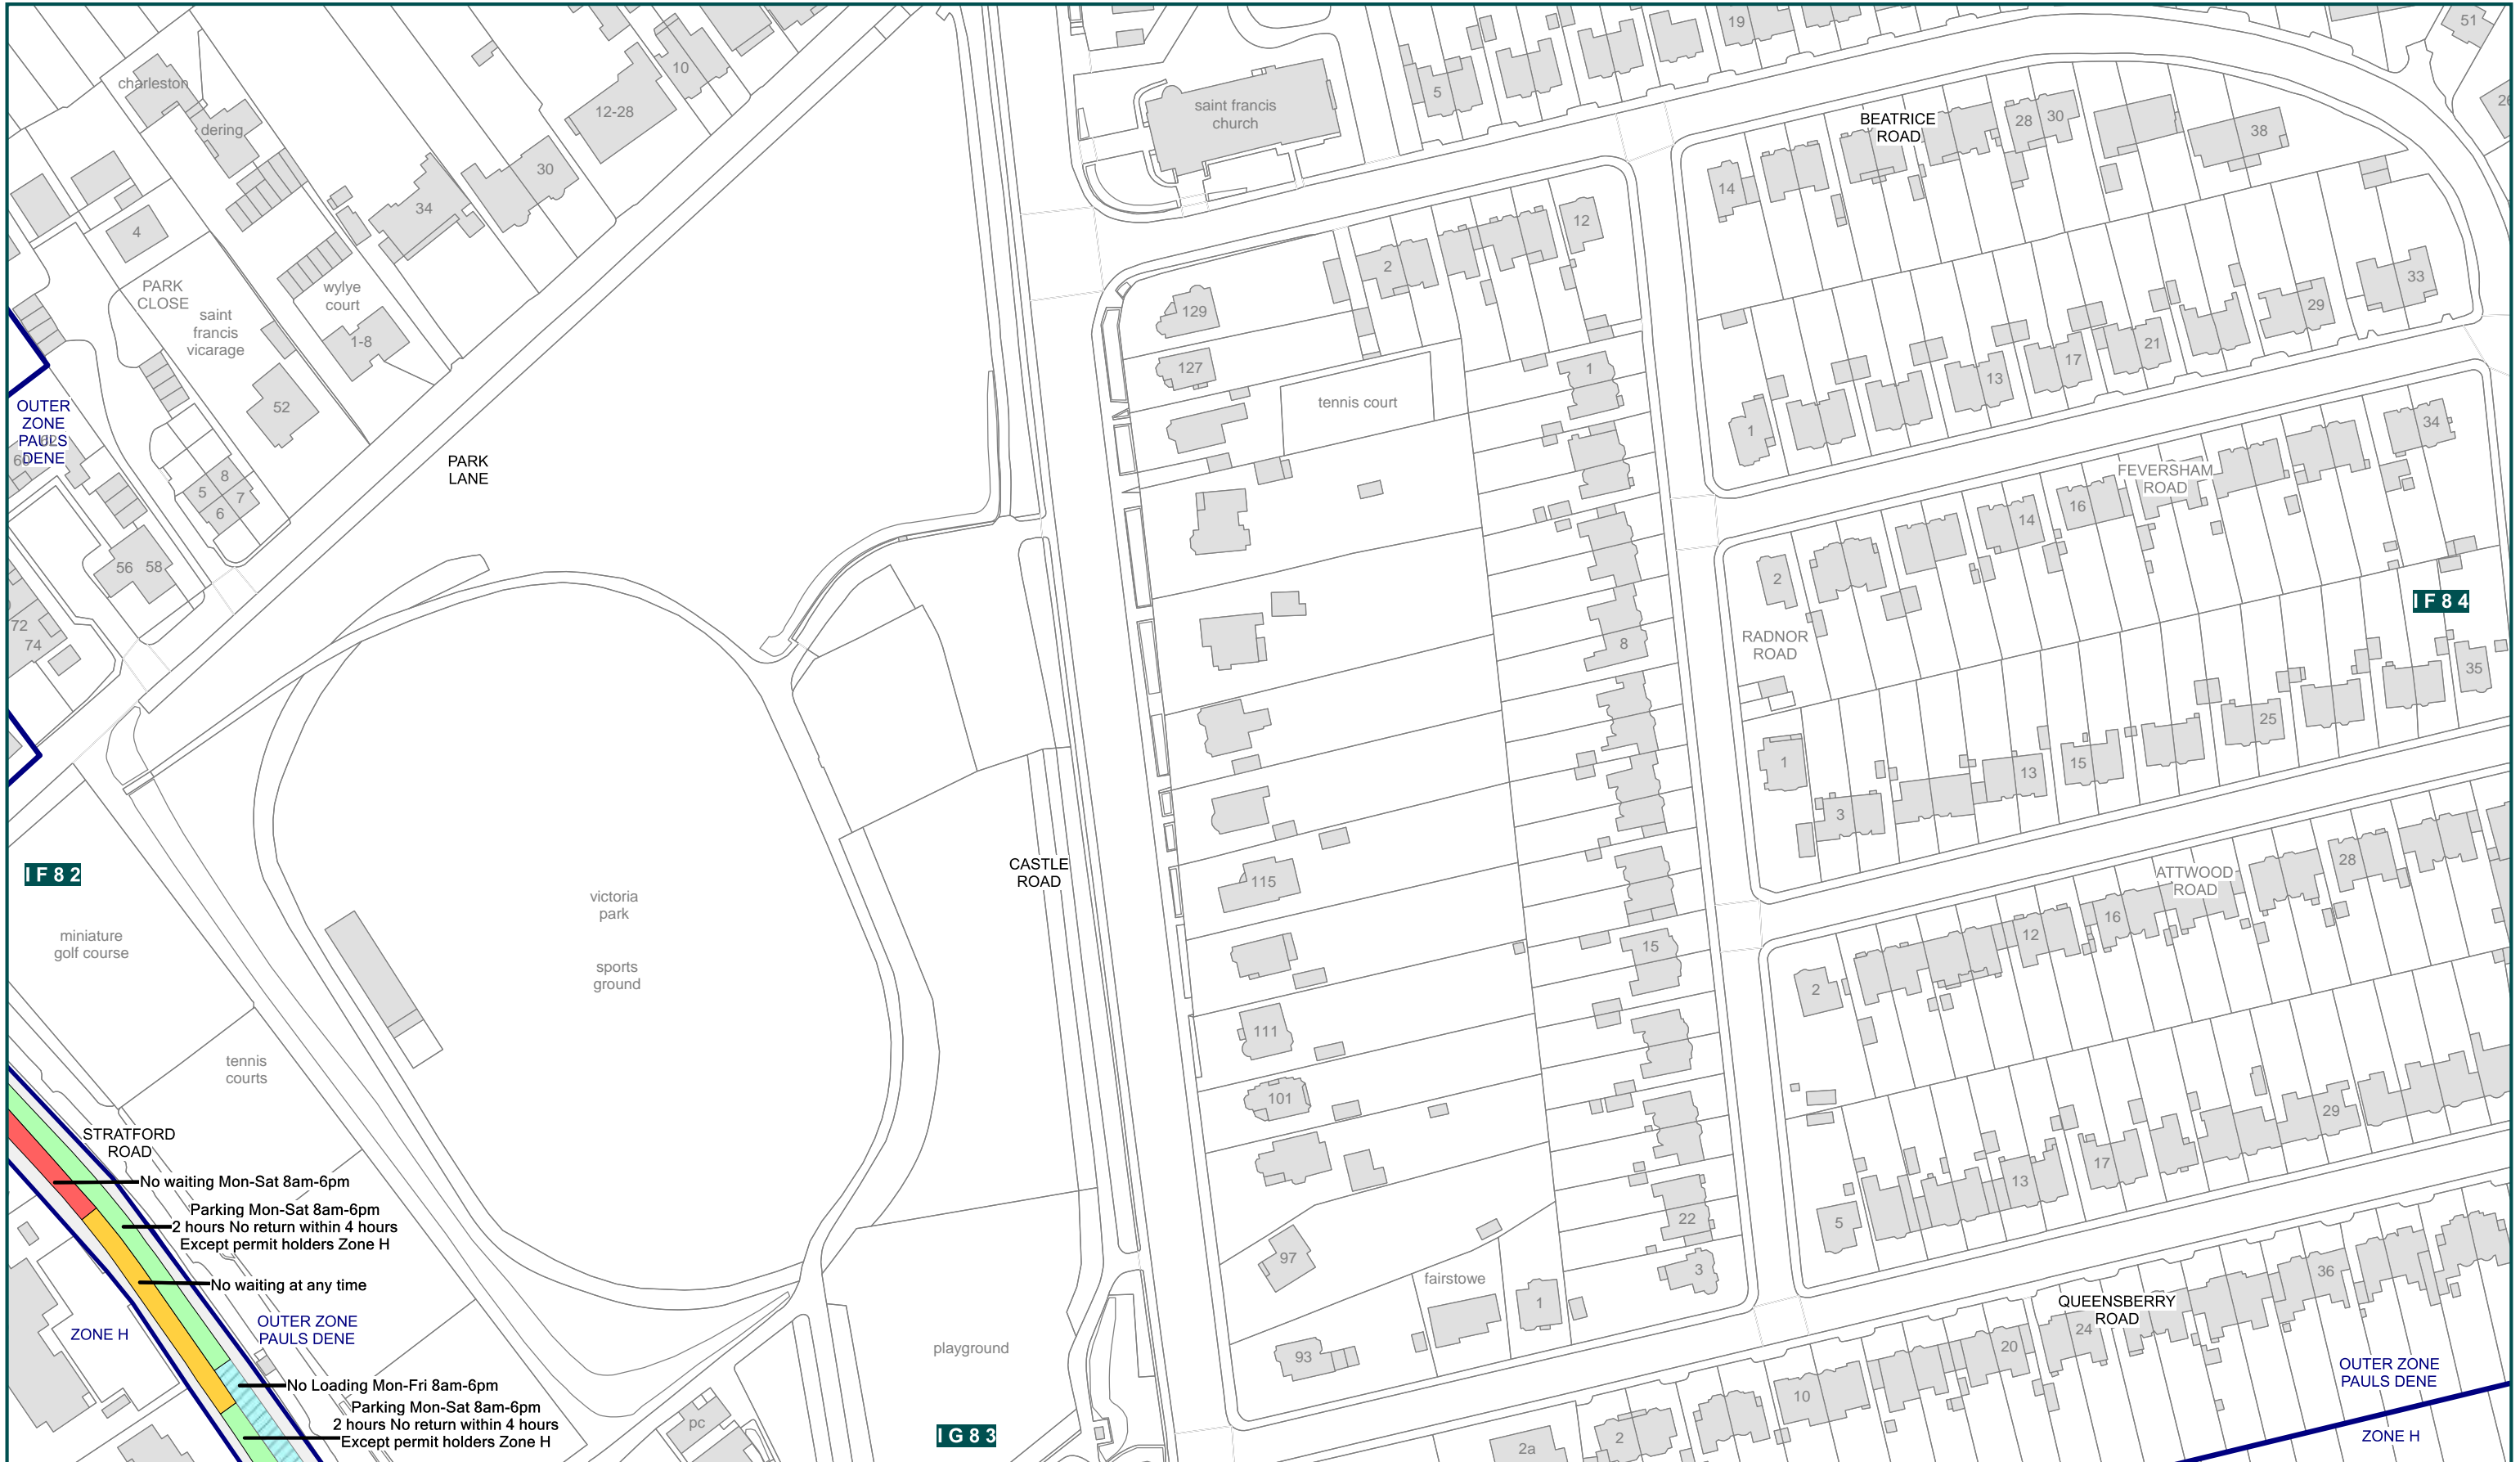 19
51
charleston
10
saint francis
church
5
12-28
dering
BEATRICE
ROAD
28
30
38
30
14
34
4
12
PARK
CLOSE
wylye
court
saint
francis
vicarage
2
129
33
29
1-8
127
1
21
17
13
OUTER
ZONE
PAULS
DENE
62
52
tennis court
1
34
PARK
LANE
8
5
7
6
FEVERSHAM
ROAD
16
14
56
58
2
IF84
72
74
8
RADNOR
ROAD
35
25
1
13
15
3
IF82
CASTLE
ROAD
115
victoria
park
ATTWOOD
ROAD
28
16
12
15
miniature
golf course
sports
ground
2
111
tennis
courts
101
29
STRATFORD
ROAD
No waiting Mon-Sat 8am-6pm
17
13
Parking Mon-Sat 8am-6pm
2 hours No return within 4 hours
Except permit holders Zone H
22
5
97
3
No waiting at any time
fairstowe
1
36
QUEENSBERRY
ROAD
ZONE H
OUTER ZONE
PAULS DENE
playground
93
24
20
OUTER ZONE
PAULS DENE
No Loading Mon-Fri 8am-6pm
10
Parking Mon-Sat 8am-6pm
2 hours No return within 4 hours
Except permit holders Zone H
pc
IG83
2a
2
ZONE H